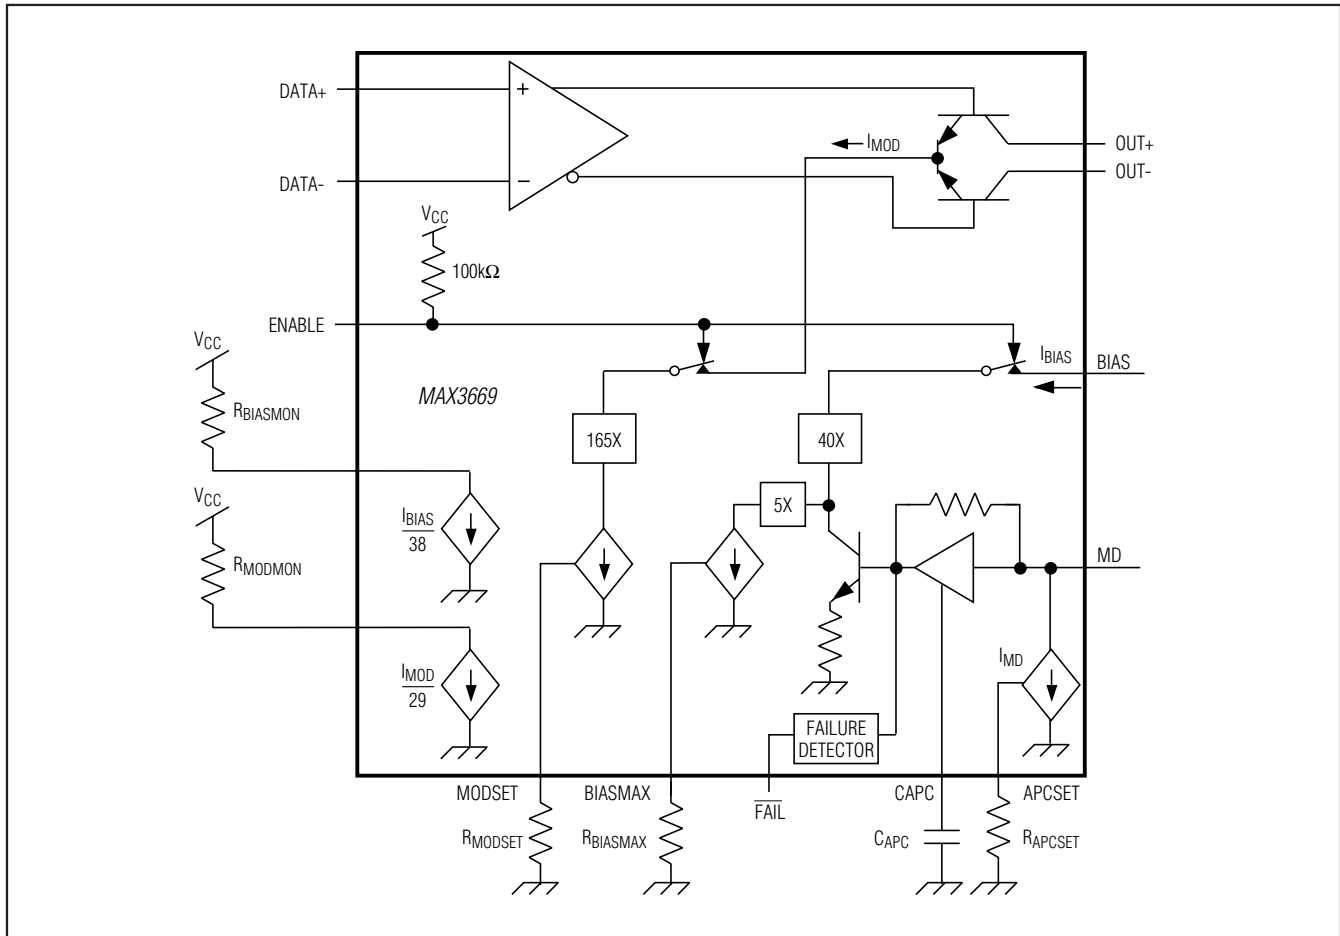 DATA+
+
IMOD
OUT+
OUT-
DATA-
−
VCC
100kΩ
ENABLE
VCC
IBIAS
BIAS
RBIASMON
MAX3669
165X
40X
VCC
5X
IBIAS
38
MD
RMODMON
IMD
IMOD
29
FAILURE
DETECTOR
MODSET
BIASMAX
FAIL
CAPC
APCSET
RMODSET
RBIASMAX
CAPC
RAPCSET